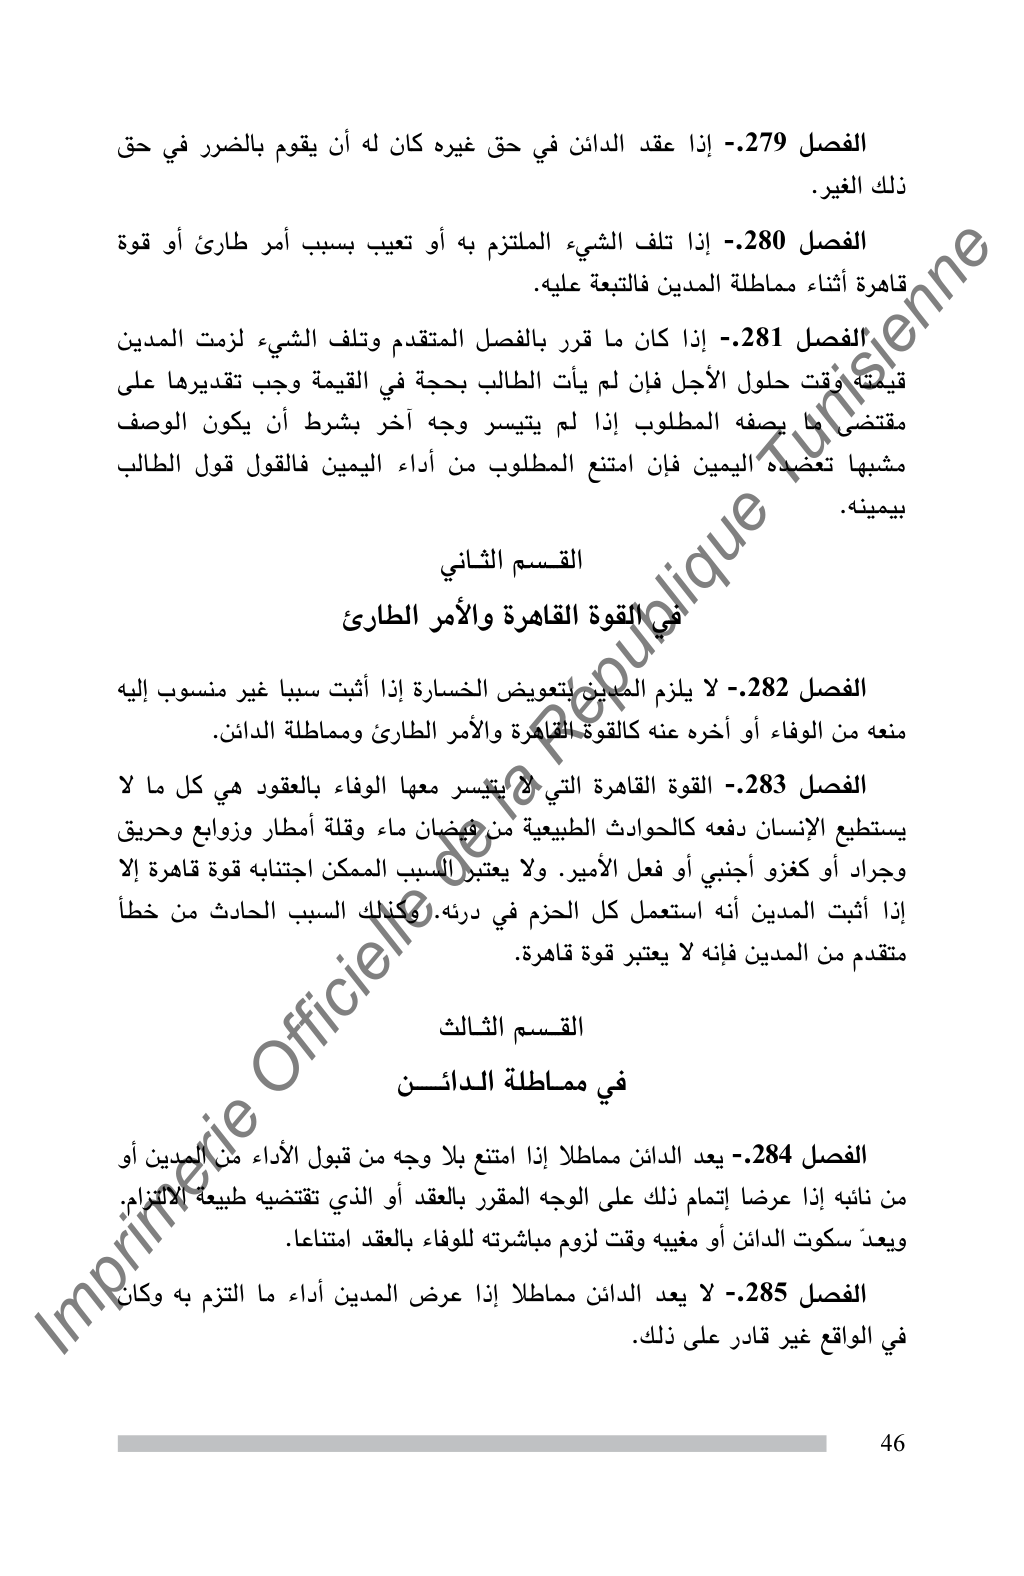 الفصل 279.- إذا عقد الدائن في حق غيره كان له أن يقوم بالضرر في حق
ذلك الغير.
الفصل 280.- إذا تلف الشيء الملتزم به أو تعيب بسبب أمر طارئ أو قوة
قاهرة أثناء مماطلة المدين فالتبعة عليه.
الفصل 281.- إذا كان ما قرر بالفصل المتقدم وتلف الشيء لزمت المدين
قيمته وقت حلول الأجل فإن لم يأت الطالب بحجة في القيمة وجب تقديرها على
مقتضى ما يصفه المطلوب إذا لم يتيسر وجه آخر بشرط أن يكون الوصف
مشبها تعضده اليمين فإن امتنع المطلوب من أداء اليمين فالقول قول الطالب
بيمينه.
القــسم الثـاني
في القوة القاهرة والأمر الطارئ
الفصل 282.- لا يلزم المدين بتعويض الخسارة إذا أثبت سببا غير منسوب إليه
منعه من الوفاء أو أخره عنه كالقوة القاهرة والأمر الطارئ ومماطلة الدائن.
الفصل 283.- القوة القاهرة التي لا يتيسر معها الوفاء بالعقود هي كل ما لا
يستطيع الإنسان دفعه كالحوادث الطبيعية من فيضان ماء وقلة أمطار وزوابع وحريق
وجراد أو كغزو أجنبي أو فعل الأمير. ولا يعتبر السبب الممكن اجتنابه قوة قاهرة إلا
إذا أثبت المدين أنه استعمل كل الحزم في درئه. وكذلك السبب الحادث من خطأ
متقدم من المدين فإنه لا يعتبر قوة قاهرة.
القــسم الثـالث
في ممـاطلة الـدائــــن
الفصل 284.- يعد الدائن مماطلا إذا امتنع بلا وجه من قبول الأداء من المدين أو
من نائبه إذا عرضا إتمام ذلك على الوجه المقرر بالعقد أو الذي تقتضيه طبيعة الالتزام.
ويعدّ سكوت الدائن أو مغيبه وقت لزوم مباشرته للوفاء بالعقد امتناعا.
الفصل 285.- لا يعد الدائن مماطلا إذا عرض المدين أداء ما التزم به وكان
في الواقع غير قادر على ذلك.
46
Imprimerie Officielle de la République Tunisienne